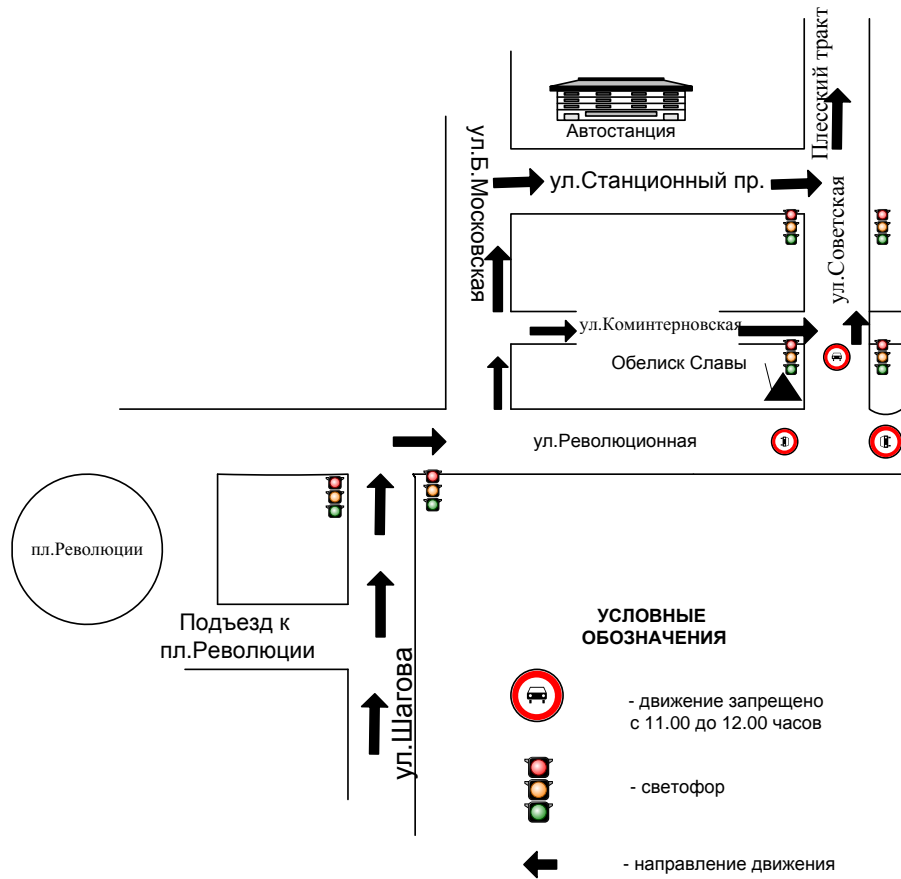 Плесский тракт
Автостанция
ул.Б.Московская
ул.Станционный пр.
ул.Советская
ул.Коминтерновская
Обелиск Славы
ул.Революционная
пл.Революции
Подъезд к
пл.Революции
ул.Шагова
УСЛОВНЫЕ
ОБОЗНАЧЕНИЯ
- движение запрещено
с 11.00 до 12.00 часов
- светофор
- направление движения